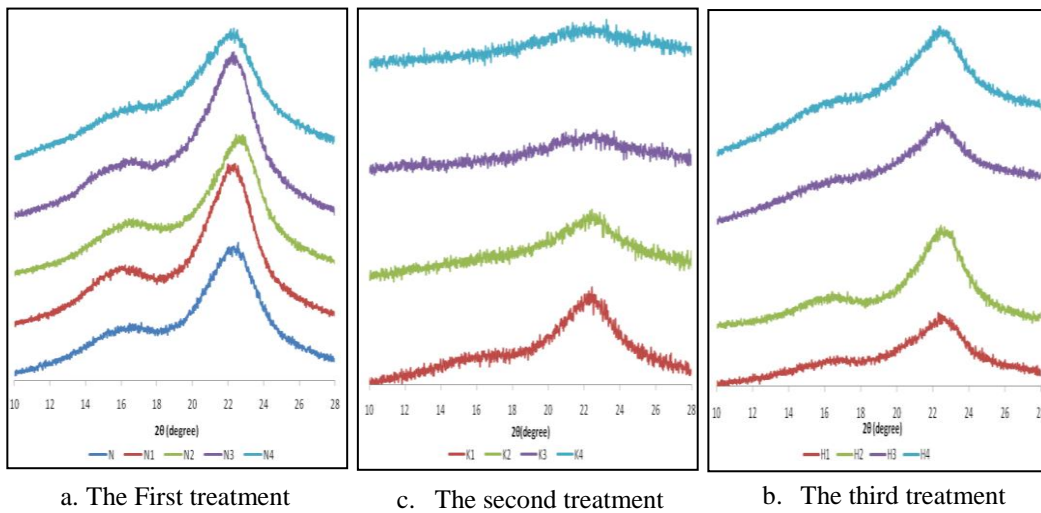 10 12 14 16 18 20 22 24 26 28
2θ (degree)
N N1 N2 N3 N4
a. The First treatment
10 12 14 16 18 20 22 24 26 28
2θ(degree)
K1 K2 K3 K4
c. The second treatment
10 12 14 16 18 20 22 24 26 28
2θ (degree)
H1 H2 H3 H4
b. The third treatment